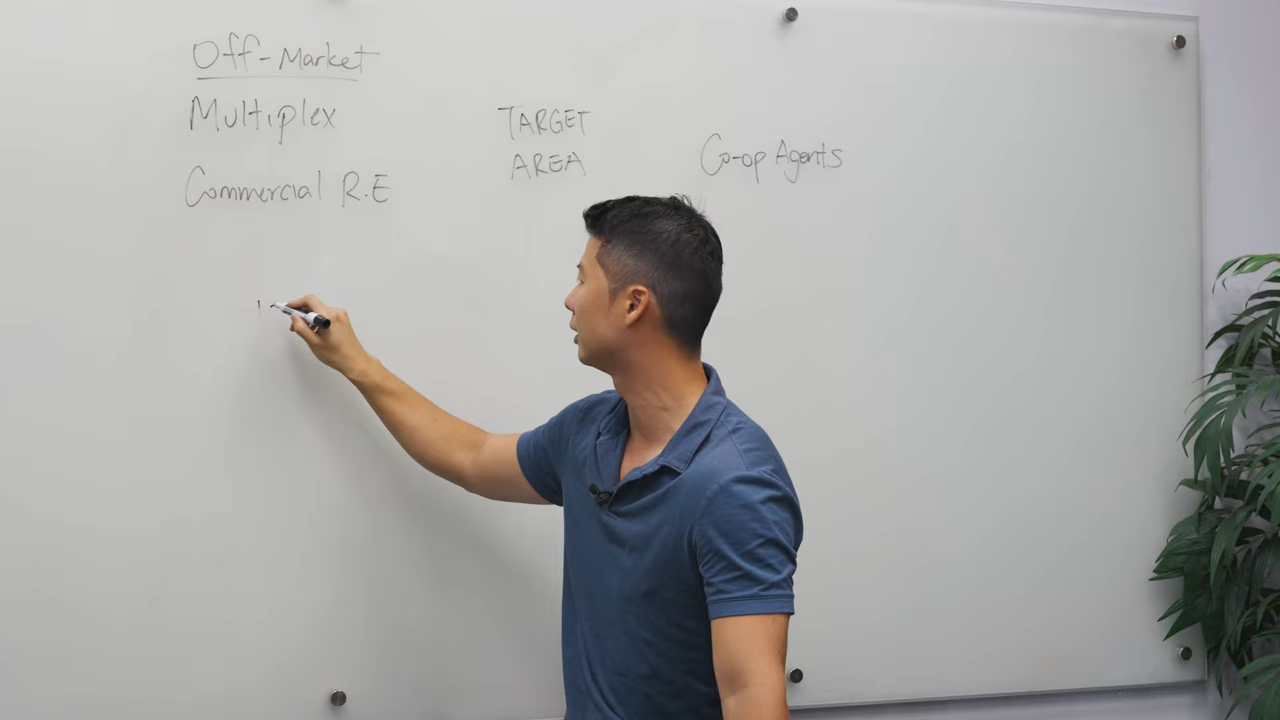 Off-Market
Multiplex
Commercial R.E
TARGET
AREA
Co-op Agents